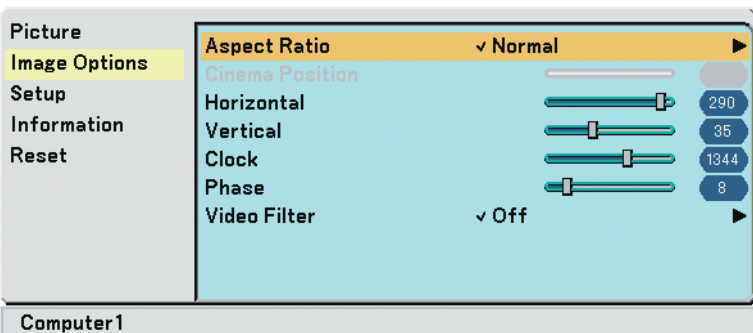 Picture
Image Options
Setup
Information
Reset
Aspect Ratio ✓ Normal
Cinema Position
Horizontal 290
Vertical 35
Clock 1344
Phase 8
Video Filter ✓ Off
Computer1